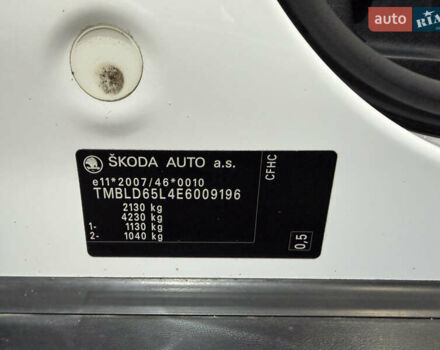 auto RIA
ŠKODA AUTO a.s.
e11*2007/46*0010
TMBLD65L4E6009196
2130 kg
4230 kg
1- 1130 kg
2- 1040 kg
CFHC
0,5